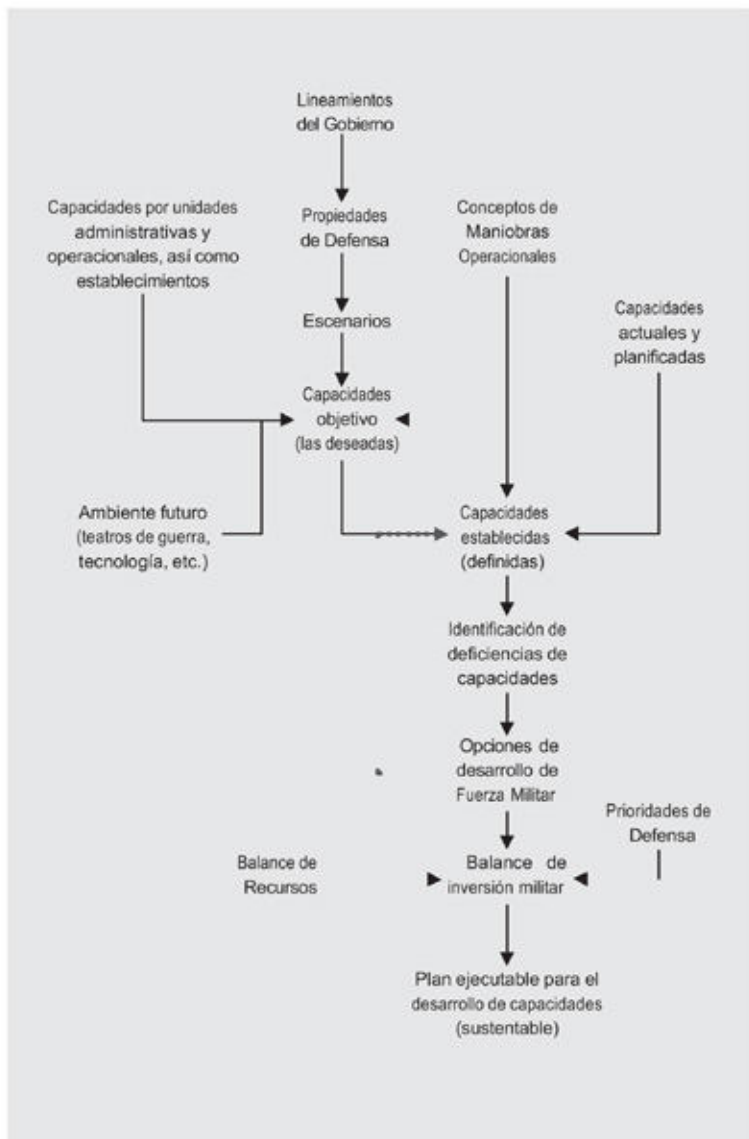 Lineamientos
del Gobierno
Capacidades por unidades
administrativas y
operacionales, así como
establecimientos
Propiedades
de Defensa
Conceptos de
Maniobras
Operacionales
Escenarios
Capacidades
actuales y
planificadas
Capacidades
objetivo
(las deseadas)
Ambiente futuro
(teatros de guerra,
tecnología, etc.)
Capacidades
establecidas
(definidas)
Identificación de
deficiencias de
capacidades
Opciones de
desarrollo de
Fuerza Militar
Prioridades de
Defensa
Balance de
Recursos
Balance de
inversión militar
Plan ejecutable para el
desarrollo de capacidades
(sustentable)